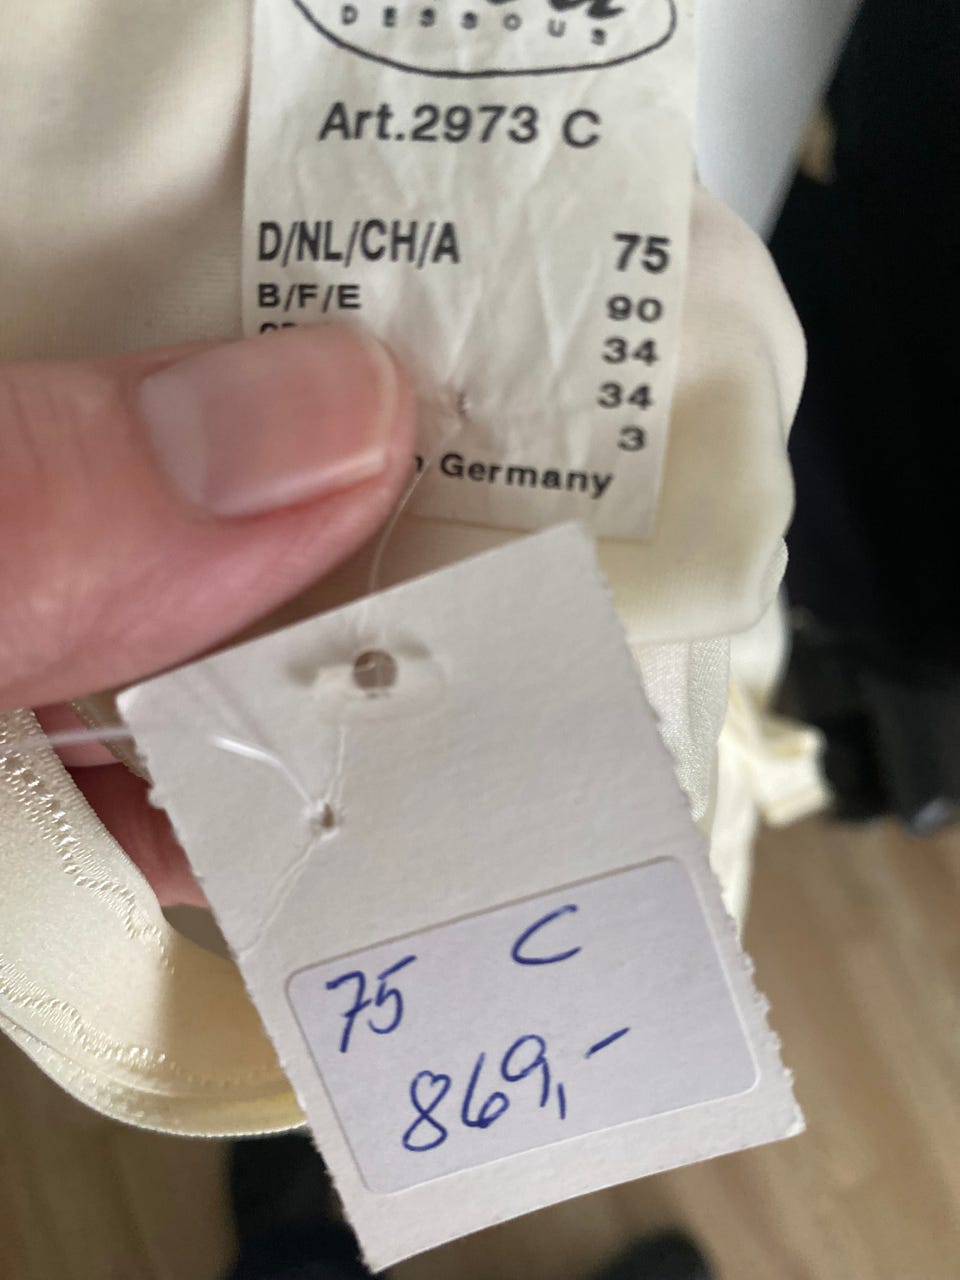 DESSOUS
Art.2973 C
D/NL/CH/A 75
B/F/E 90
34
34
3
Germany
75 C
869,-